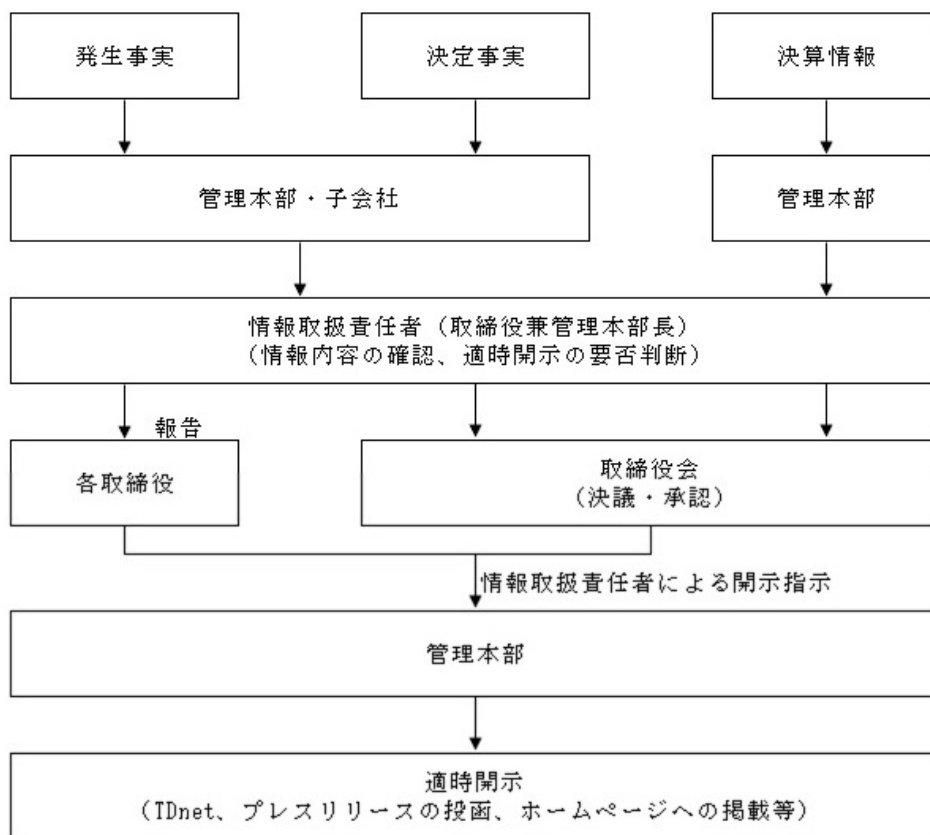 発生事実
決定事実
決算情報
管理本部・子会社
管理本部
情報取扱責任者(取締役兼管理本部長)
(情報内容の確認、適時開示の要否判断)
報告
各取締役
取締役会
(決議・承認)
情報取扱責任者による開示指示
管理本部
適時開示
(TDnet、プレスリリースの投函、ホームページへの掲載等)